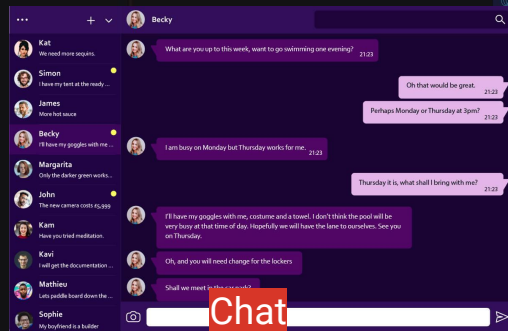 Becky
Kat
We need more sequins.
Simon
I have my tent at the ready ...
James
More hot sauce
Becky
I'll have my goggles with me ...
Margarita
Only the darker green works...
John
The new camera costs £5,999
Kam
Have you tried meditation.
Kavi
I will get the documentation ...
Mathieu
Lets paddle board down the ...
Sophie
My boyfriend is a builder
What are you up to this week, want to go swimming one evening?
21:23
Oh that would be great.
21:23
Perhaps Monday or Thursday at 3pm?
21:23
I am busy on Monday but Thursday works for me.
21:23
Thursday it is, what shall I bring with me?
21:23
I'll have my goggles with me, costume and a towel. I don't think the pool will be
very busy at that time of day. Hopefully we will have the lane to ourselves. See you
on Thursday.
Oh, and you will need change for the lockers
Shall we meet in the car park?
Chat